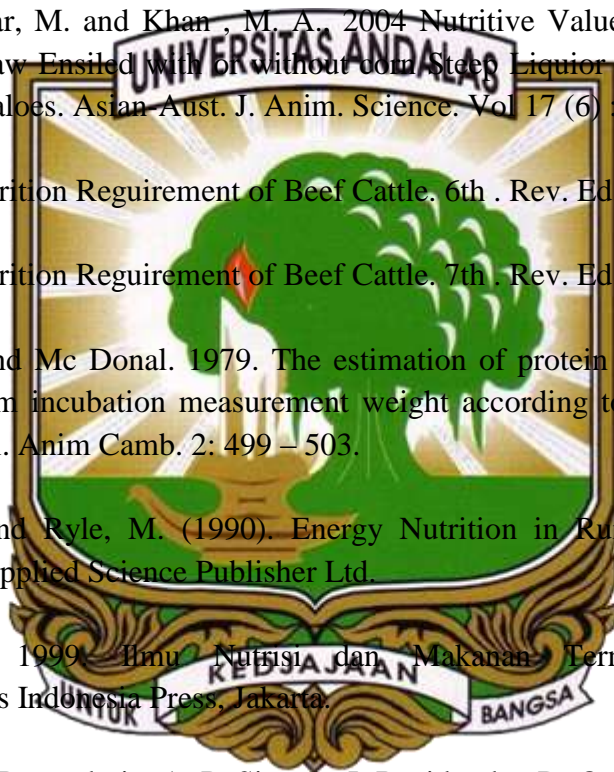 ar, M. and Khan , M. A., 2004 Nutritive Value
UNIVERSITAS ANDALAS
aw Ensiled with or without corn Steep Liquior
aloes. Asian-Aust. J. Anim. Science. Vol 17 (6)
rition Reguirement of Beef Cattle. 6th . Rev. Ed
rition Reguirement of Beef Cattle. 7th . Rev. Ed
nd Mc Donal. 1979. The estimation of protein
m incubation measurement weight according to
. Anim Camb. 2: 499 – 503.
nd Ryle, M. (1990). Energy Nutrition in Ru
pplied Science Publisher Ltd.
1999. Ilmu Nutrisi dan Makanan Tern
s Indonesia Press, Jakarta.
UNTUK KEDJAJAAN BANGSA